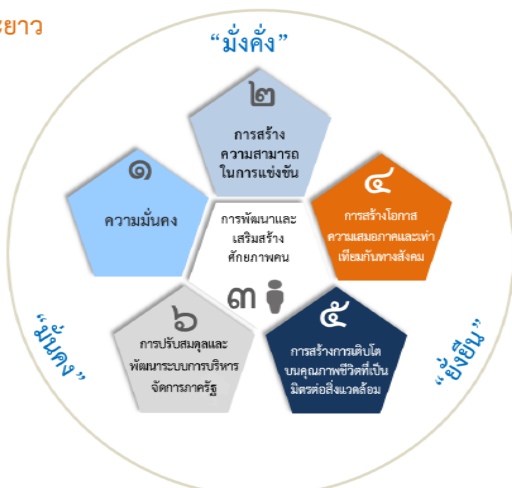 ะยาว
“มั่งคั่ง”
๒
การสร้าง
ความสามารถ
ในการแข่งขัน
๑
ความมั่นคง
การพัฒนาและ
เสริมสร้าง
ศักยภาพคน
๓
๔
การสร้างโอกาส
ความเสมอภาคและเท่า
เทียมกันทางสังคม
๖
การปรับสมดุลและ
พัฒนาระบบการบริหาร
จัดการภาครัฐ
๕
การสร้างการเติบโต
บนคุณภาพชีวิตที่เป็น
มิตรต่อสิ่งแวดล้อม
“มั่นคง”
“ยั่งยืน”